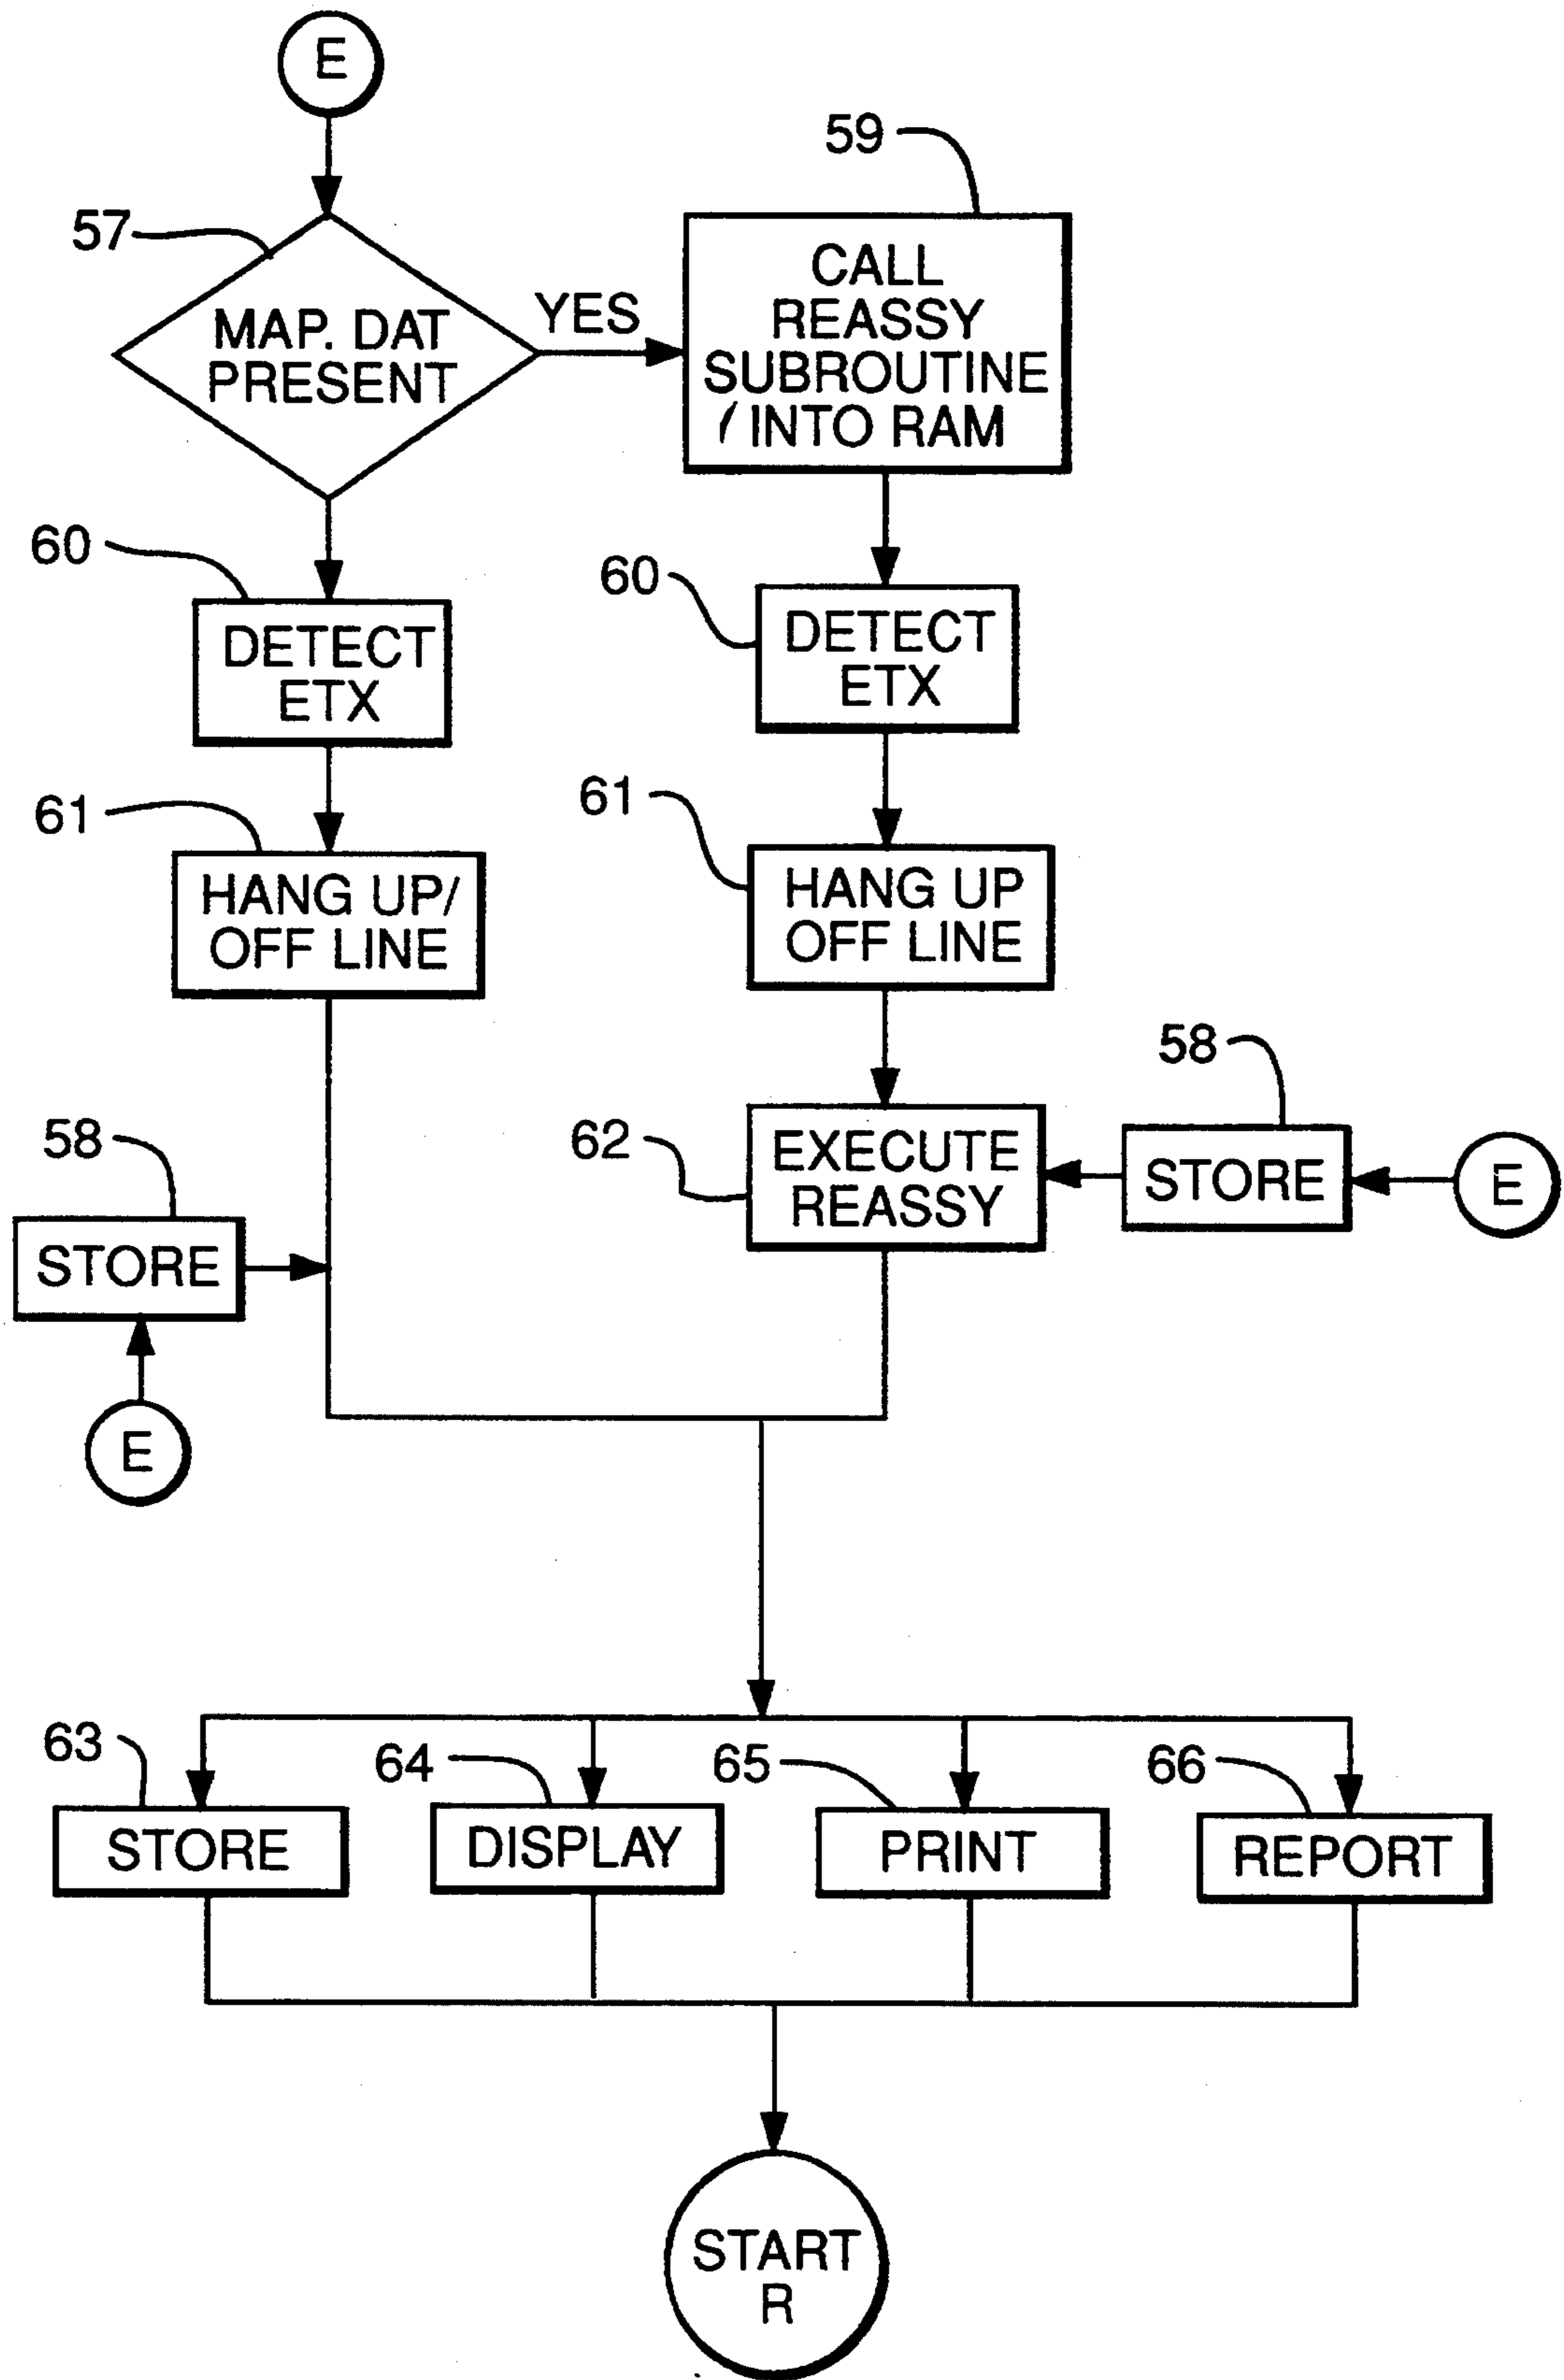 E
59
57
CALL
REASSY
SUBROUTINE
INTO RAM
YES
MAP. DAT
PRESENT
60
60
DETECT
ETX
DETECT
ETX
61
61
HANG UP/
OFF LINE
HANG UP
OFF LINE
58
58
62
EXECUTE
REASSY
STORE
E
STORE
E
63
64
65
66
STORE
DISPLAY
PRINT
REPORT
START
R